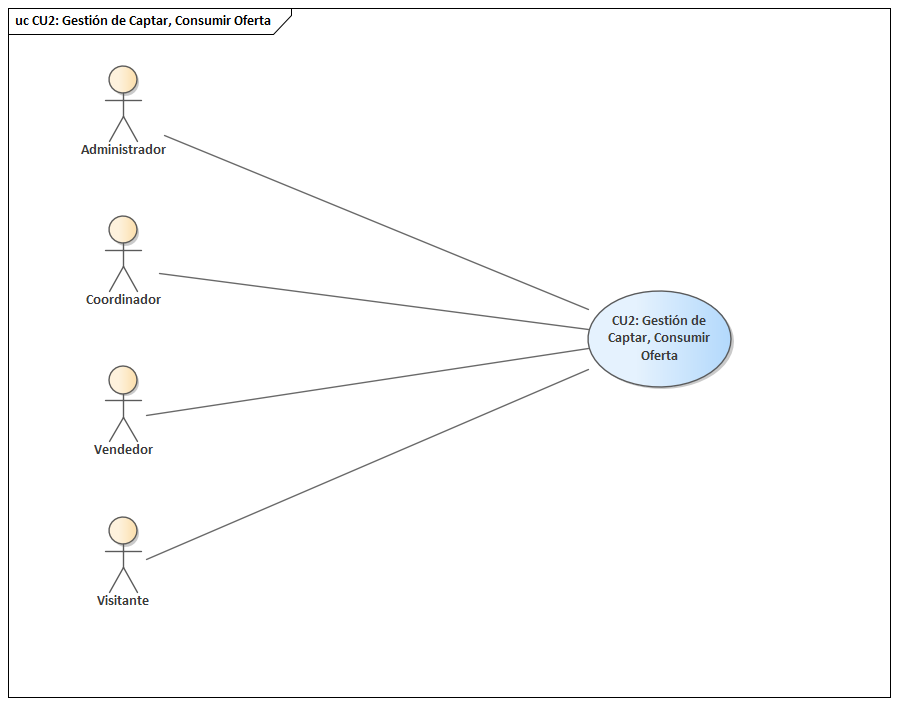 uc CU2: Gestión de Captar, Consumir Oferta
Administrador
Coordinador
CU2: Gestión de
Captar, Consumir
Oferta
Vendedor
Visitante